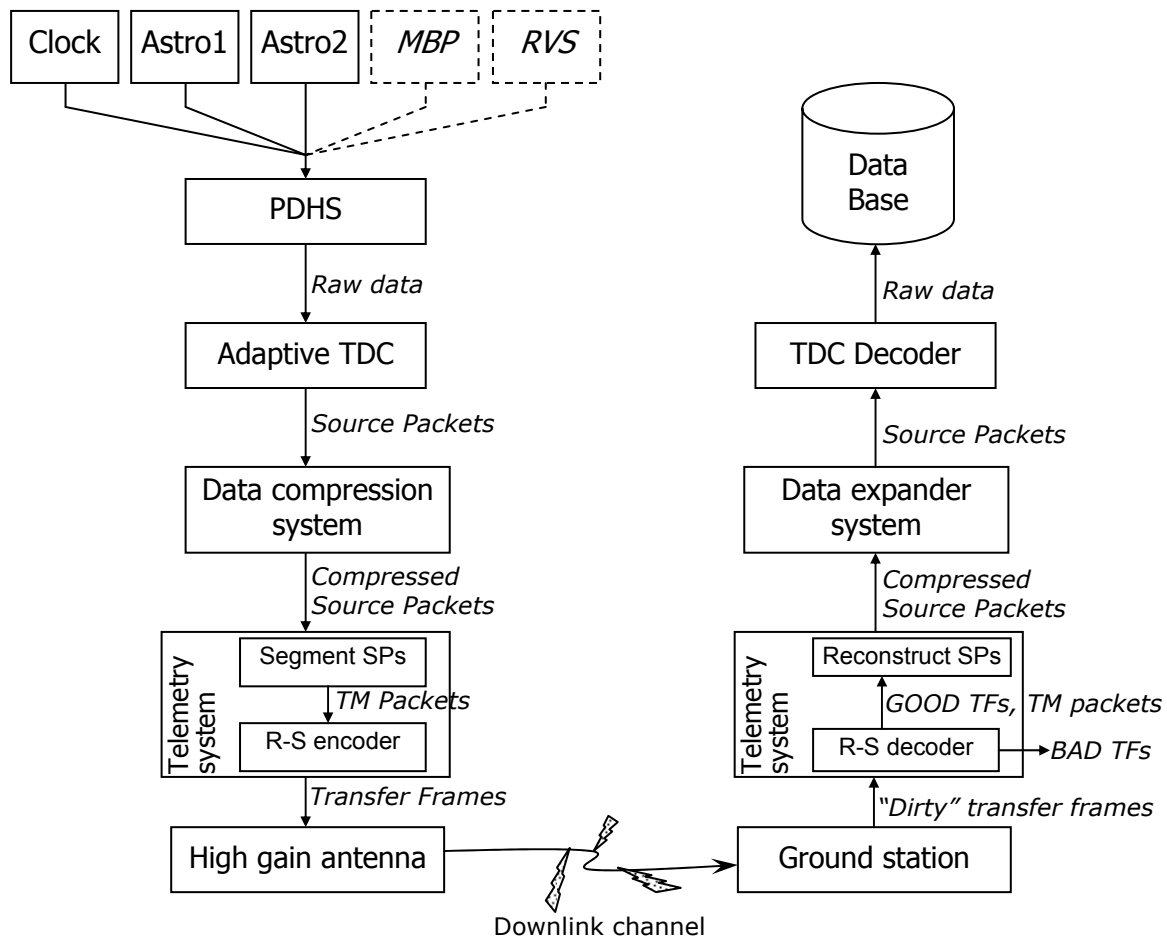 Clock
Astro1
Astro2
MBP
RVS
PDHS
Raw data
Adaptive TDC
Source Packets
Data compression
system
Compressed
Source Packets
Telemetry
system
Segment SPs
TM Packets
R-S encoder
Transfer Frames
High gain antenna
Downlink channel
Data
Base
Raw data
TDC Decoder
Source Packets
Data expander
system
Compressed
Source Packets
Telemetry
system
Reconstruct SPs
GOOD TFs, TM packets
R-S decoder
BAD TFs
“Dirty” transfer frames
Ground station